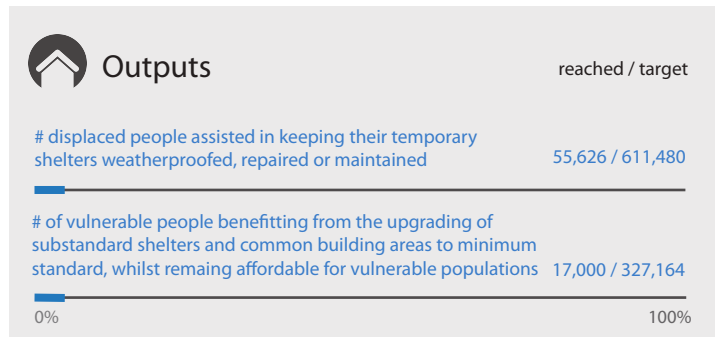 Outputs
reached / target
# displaced people assisted in keeping their temporary
shelters weatherproofed, repaired or maintained
55,626 / 611,480
# of vulnerable people benefitting from the upgrading of
substandard shelters and common building areas to minimum
standard, whilst remaing affordable for vulnerable populations
17,000 / 327,164
0%
100%